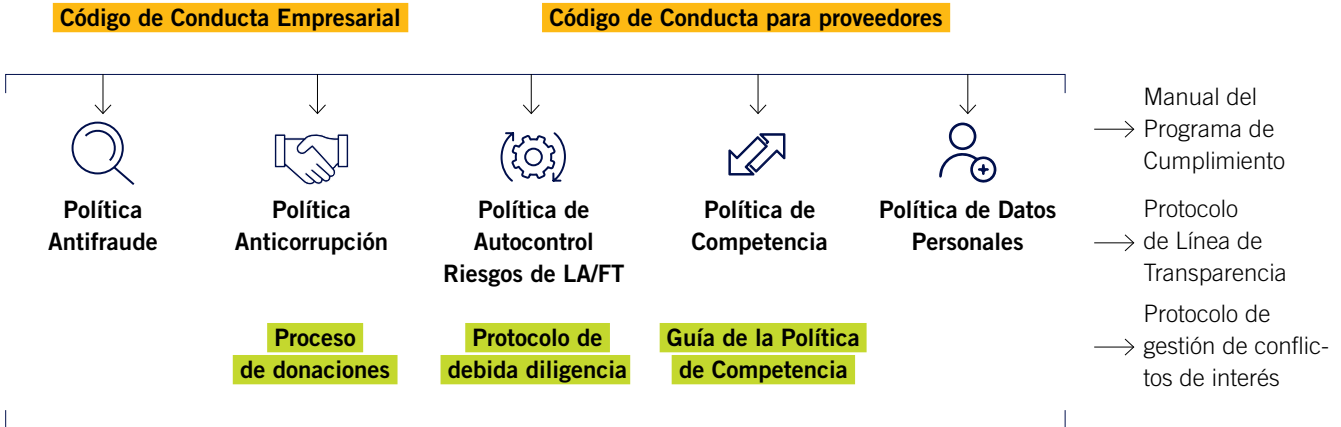 Código de Conducta Empresarial
Código de Conducta para proveedores
Política
Antifraude
Política
Anticorrupción
Política de
Autocontrol
Riesgos de LA/FT
Política de
Competencia
Política de Datos
Personales
Proceso
de donaciones
Protocolo de
debida diligencia
Guía de la Política
de Competencia
Manual del
Programa de
Cumplimiento
Protocolo
de Línea de
Transparencia
Protocolo de
gestión de conflic-
tos de interés